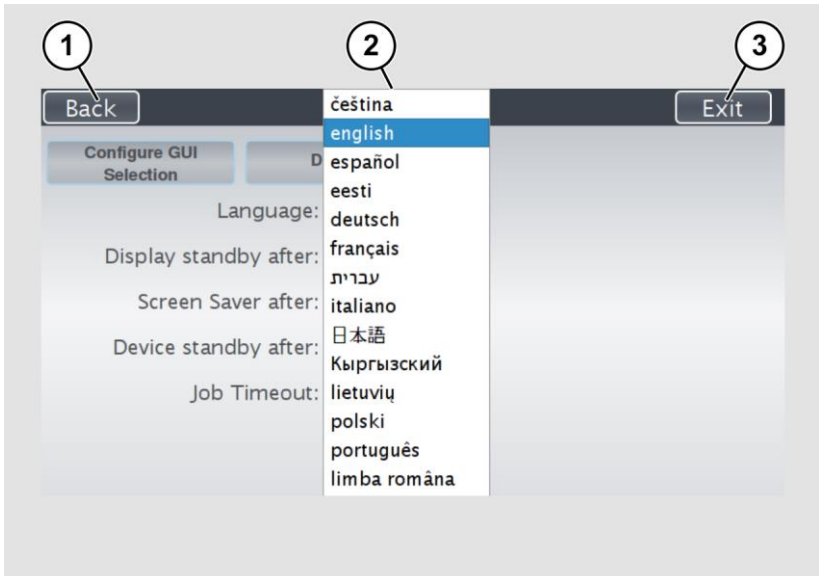 1
2
3
Back
Exit
Configure GUI
Selection
D
Language:
Display standby after:
Screen Saver after:
Device standby after:
Job Timeout:
čeština
english
español
eesti
deutsch
français
עברית
italiano
日本語
Кыргызский
lietuvių
polski
português
limba română